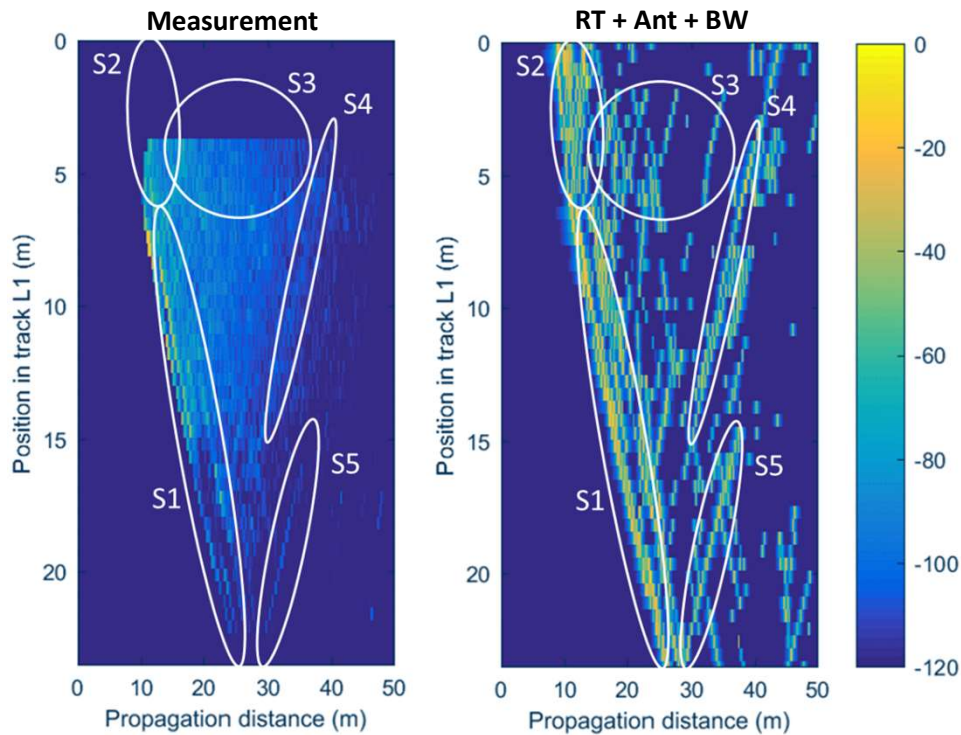 Measurement
RT + Ant + BW
0
5
10
15
20
Position in track L1 (m)
0
10
20
30
40
50
Propagation distance (m)
S2
S3
S4
S1
S5
0
5
10
15
20
Position in track L1 (m)
0
10
20
30
40
50
Propagation distance (m)
S2
S3
S4
S1
S5
0
-20
-40
-60
-80
-100
-120